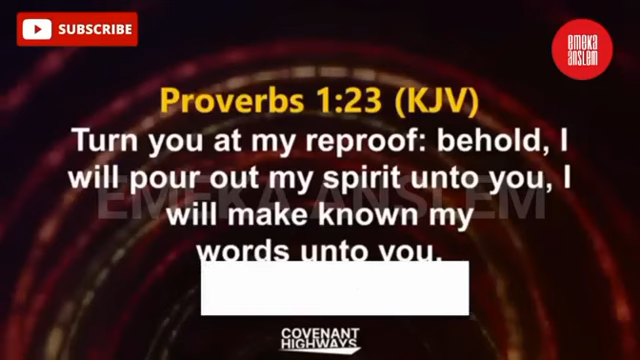 SUBSCRIBE
emeka
anslem
Proverbs 1:23 (KJV)
Turn you at my reproof: behold, I
will pour out my spirit unto you, I
EMEKA ANSLEM
will make known my
words unto you.
COVENANT
HIGHWAYS